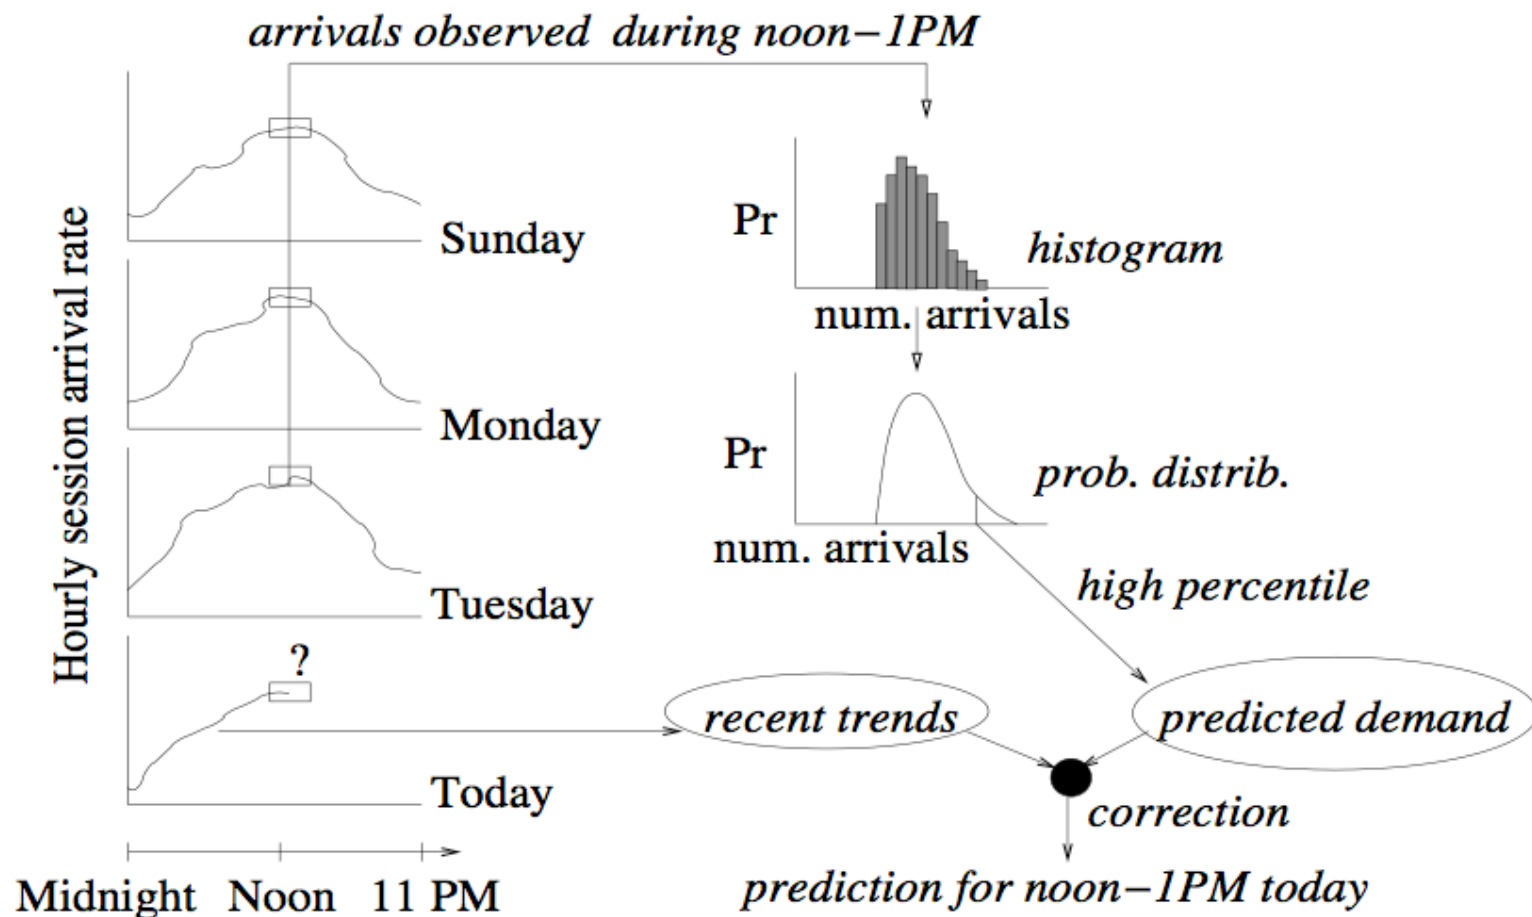 arrivals observed during noon−1PM
Hourly session arrival rate
Sunday
Monday
Tuesday
?
Today
Midnight Noon 11 PM
Pr
histogram
num. arrivals
Pr
prob. distrib.
num. arrivals
high percentile
recent trends
predicted demand
correction
prediction for noon−1PM today